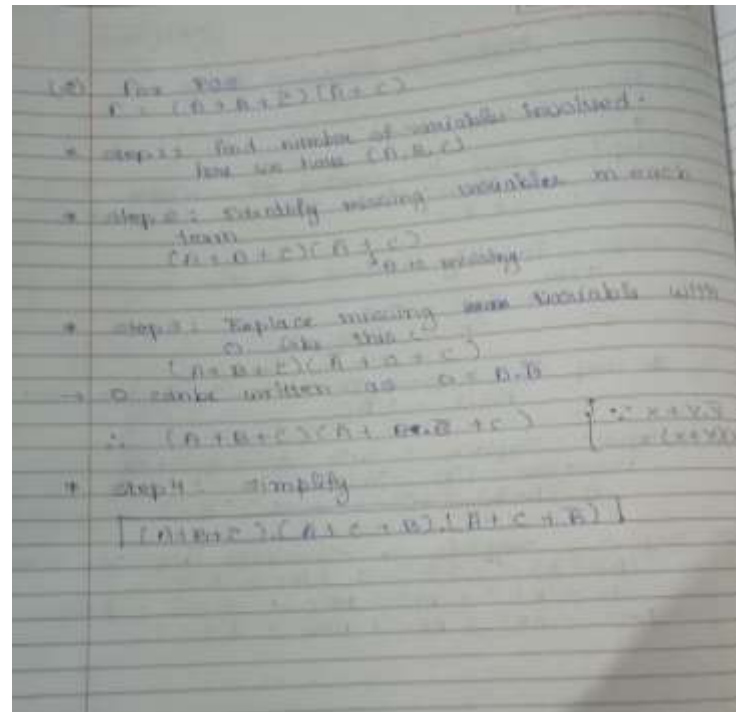 For POS
= (A + B + C) (A + C)
* step 1: find number of variables involved.
here we have (A, B, C)
* step 2: Identify missing variables in each
term
(A + B + C) (A + C)
B is missing
* step 3: Replace missing variable with
0 like this
(A + B + C) (A + 0 + C)
→ 0 can be written as 0 = B.B̅
∴ (A + B + C) (A + B.B̅ + C)
* step 4: simplify
(A+B+C).(A + C + B).(A + C + B̅)